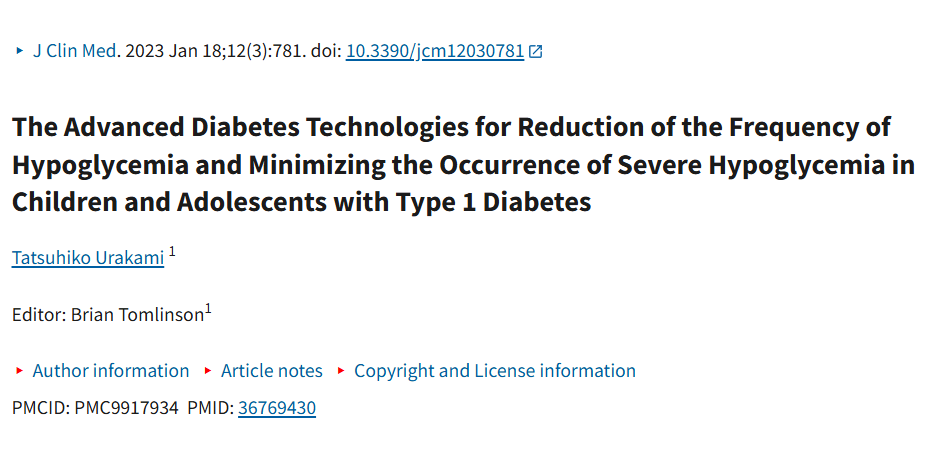 J Clin Med. 2023 Jan 18;12(3):781. doi: 10.3390/jcm12030781
The Advanced Diabetes Technologies for Reduction of the Frequency of
Hypoglycemia and Minimizing the Occurrence of Severe Hypoglycemia in
Children and Adolescents with Type 1 Diabetes
Tatsuhiko Urakami 1
Editor: Brian Tomlinson1
Author information Article notes Copyright and License information
PMCID: PMC9917934 PMID: 36769430